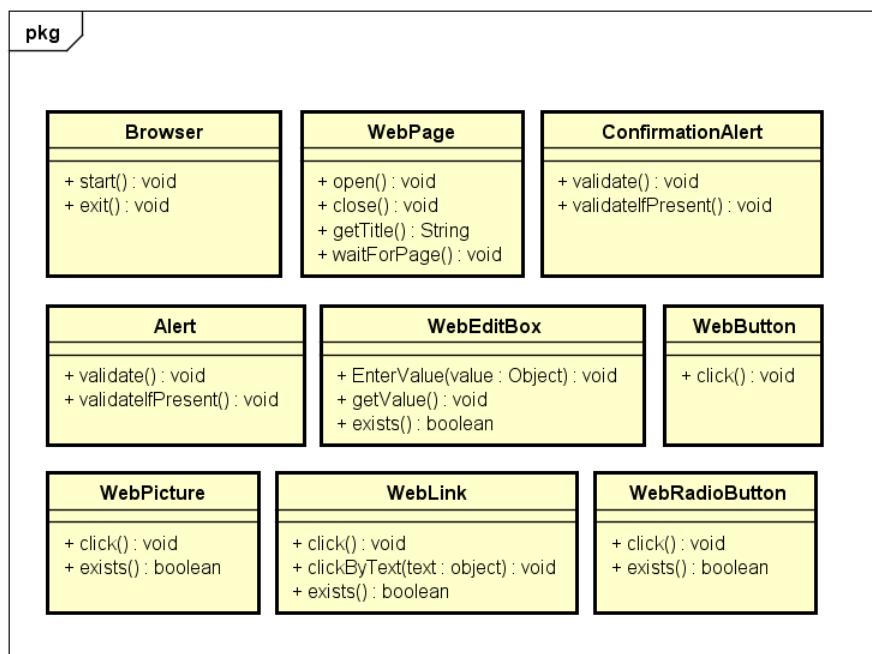 pkg
Browser
+ start() : void
+ exit() : void
WebPage
+ open() : void
+ close() : void
+ getTitle() : String
+ waitForPage() : void
ConfirmationAlert
+ validate() : void
+ validateIfPresent() : void
Alert
+ validate() : void
+ validateIfPresent() : void
WebEditBox
+ EnterValue(value : Object) : void
+ getValue() : void
+ exists() : boolean
WebButton
+ click() : void
WebPicture
+ click() : void
+ exists() : boolean
WebLink
+ click() : void
+ clickByText(text : object) : void
+ exists() : boolean
WebRadioButton
+ click() : void
+ exists() : boolean